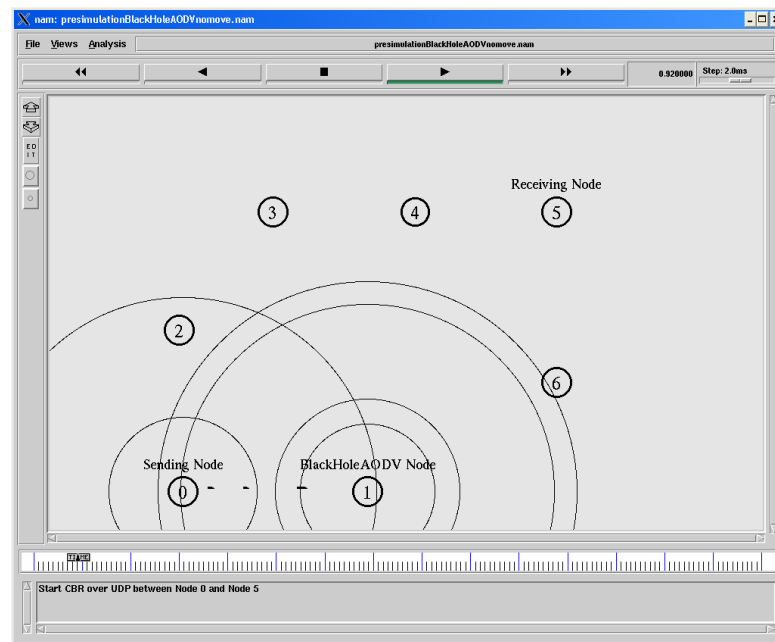 nam: presimulationBlackHoleAODVnomove.nam
File Views Analysis presimulationBlackHoleAODVnomove.nam
0.920000 Step: 2.0ms
ED
IT
Receiving Node
3 4 5
2
6
Sending Node BlackHoleAODV Node
0 1
Start CBR over UDP between Node 0 and Node 5